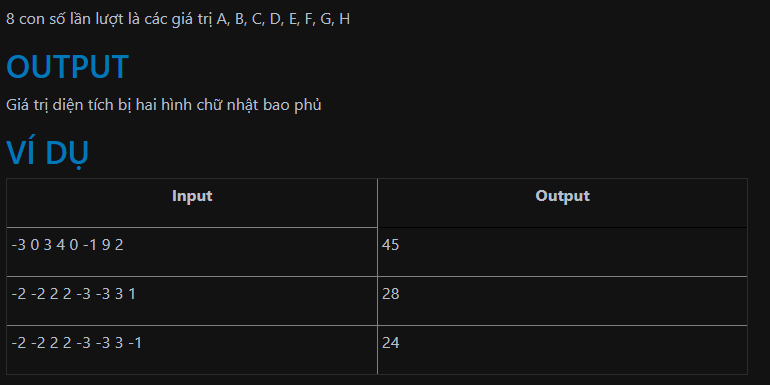 8 con số lần lượt là các giá trị A, B, C, D, E, F, G, H
OUTPUT
Giá trị diện tích bị hai hình chữ nhật bao phủ
VÍ DỤ
Input Output
-3 0 3 4 0 -1 9 2 45
-2 -2 2 2 -3 -3 3 1 28
-2 -2 2 2 -3 -3 3 -1 24